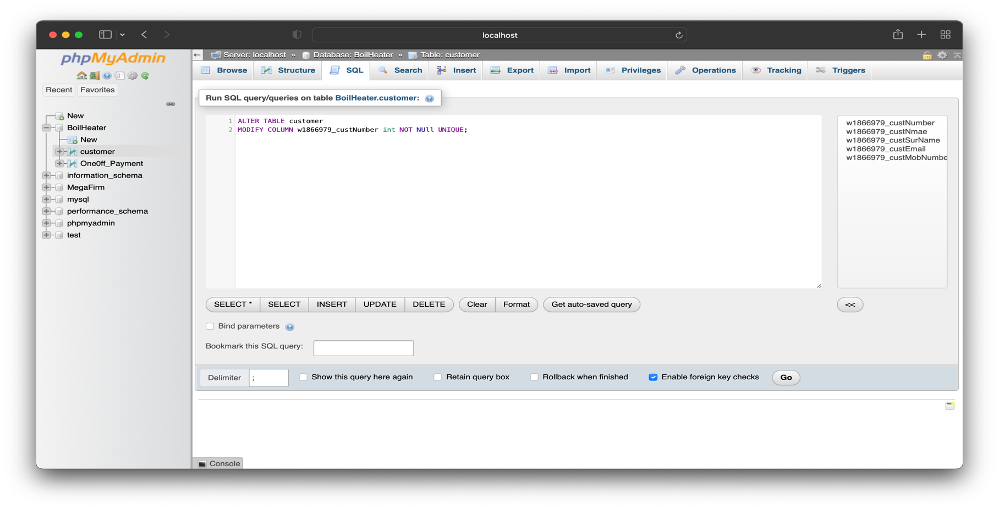 localhost
phpMyAdmin
Recent Favorites
New
BoilHeater
New
customer
One0ff_Payment
information_schema
MegaFirm
mysql
performance_schema
phpmyadmin
test
Server: localhost » Database: BoilHeater » Table: customer
Browse Structure SQL Search Insert Export Import Privileges Operations Tracking Triggers
Run SQL query/queries on table BoilHeater.customer:
1 ALTER TABLE customer
2 MODIFY COLUMN w1866979_custNumber int NOT NUll UNIQUE;
w1866979_custNumber
w1866979_custNmae
w1866979_custSurName
w1866979_custEmail
w1866979_custMobNumbe
SELECT * SELECT INSERT UPDATE DELETE Clear Format Get auto-saved query <<
Bind parameters
Bookmark this SQL query:
Delimiter ; Show this query here again Retain query box Rollback when finished Enable foreign key checks Go
Console